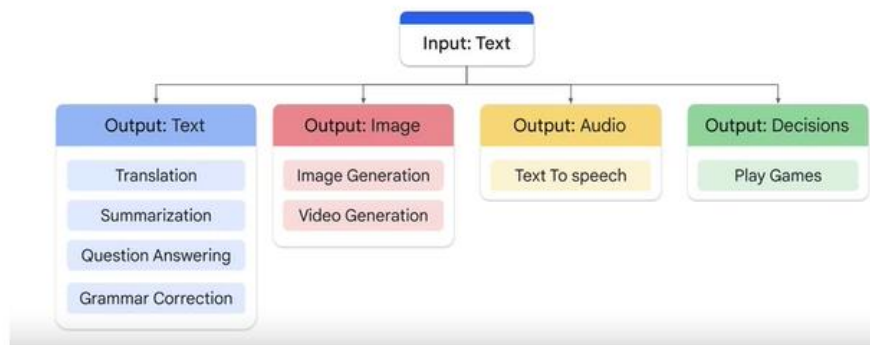 Input: Text
Output: Text
Translation
Summarization
Question Answering
Grammar Correction
Output: Image
Image Generation
Video Generation
Output: Audio
Text To speech
Output: Decisions
Play Games